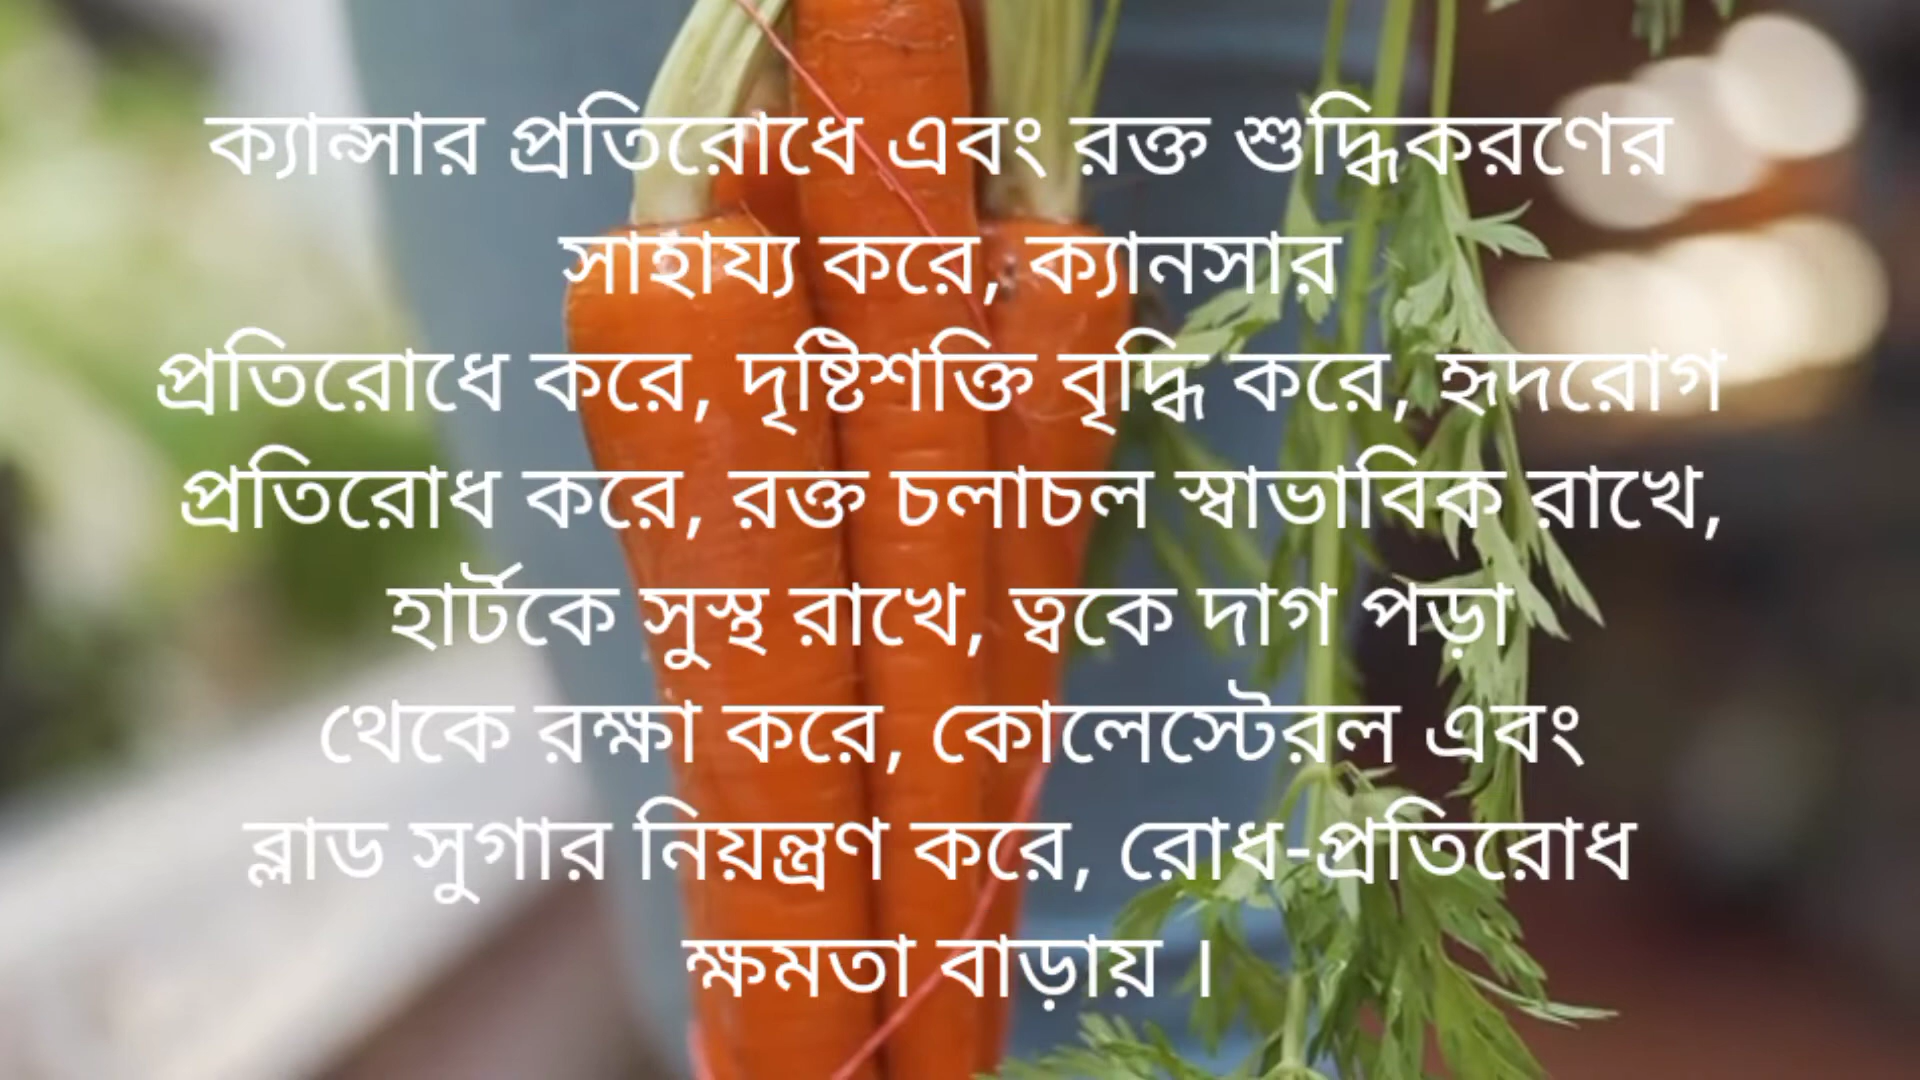 ক্যান্সার প্রতিরোধে এবং রক্ত শুদ্ধিকরণের
সাহায্য করে, ক্যানসার
প্রতিরোধে করে, দৃষ্টিশক্তি বৃদ্ধি করে, হৃদরোগ
প্রতিরোধ করে, রক্ত চলাচল স্বাভাবিক রাখে,
হার্টকে সুস্থ রাখে, ত্বকে দাগ পড়া
থেকে রক্ষা করে, কোলেস্টেরল এবং
ব্লাড সুগার নিয়ন্ত্রণ করে, রোধ-প্রতিরোধ
ক্ষমতা বাড়ায় ।